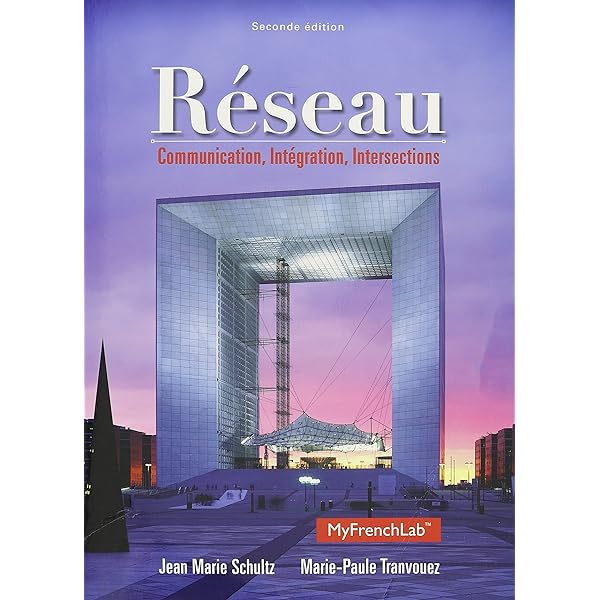 Seconde édition
Réseau
Communication, Intégration, Intersections
MyFrenchLab™
Jean Marie Schultz Marie-Paule Tranvouez